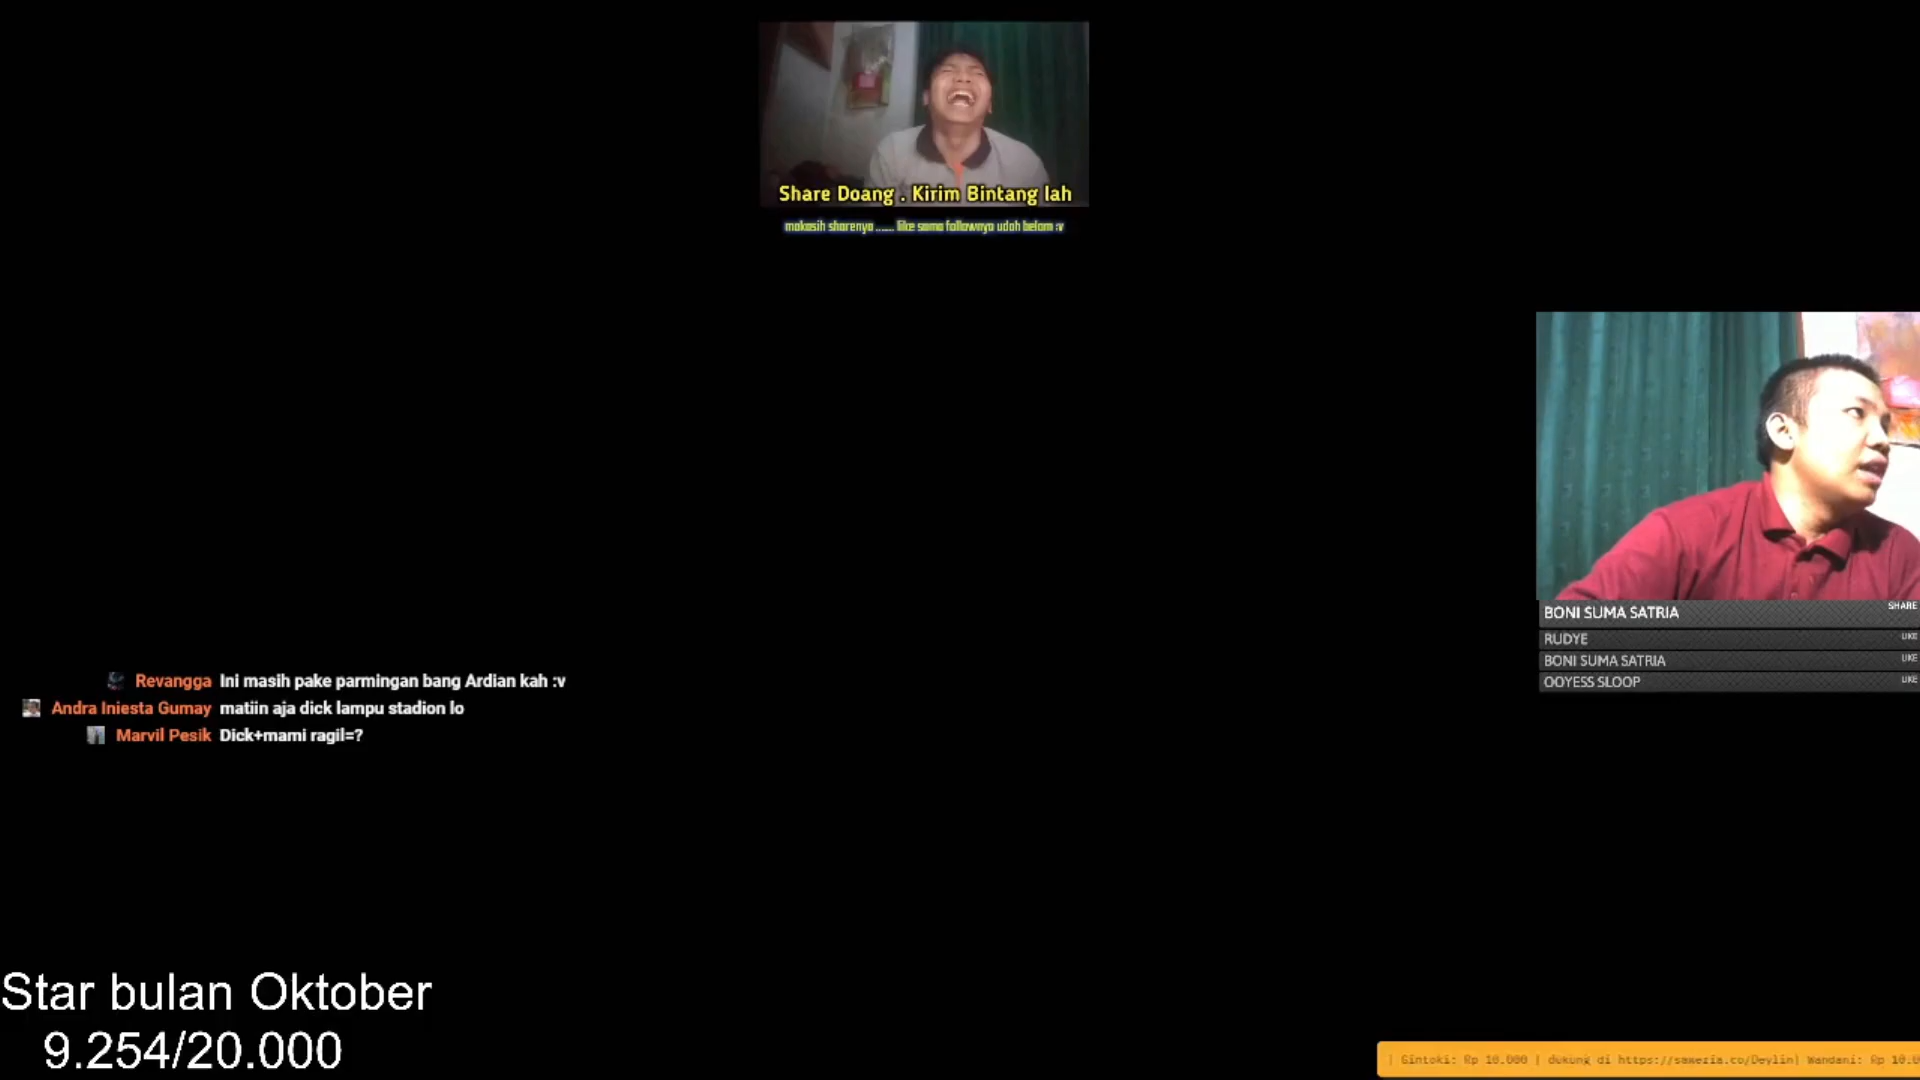 Share Doang . Kirim Bintang lah
makasih sharenya ...... like sama follownya udah belom :v
BONI SUMA SATRIA SHARE
RUDYE LIKE
BONI SUMA SATRIA LIKE
OOYESS SLOOP LIKE
Revangga Ini masih pake parmingan bang Ardian kah :v
Andra Iniesta Gumay matiin aja dick lampu stadion lo
Marvil Pesik Dick+mami ragil=?
Star bulan Oktober
9.254/20.000
| Gintoki: Rp 10.000 | dukung di https://saweria.co/Deylin| Wandani: Rp 10.0